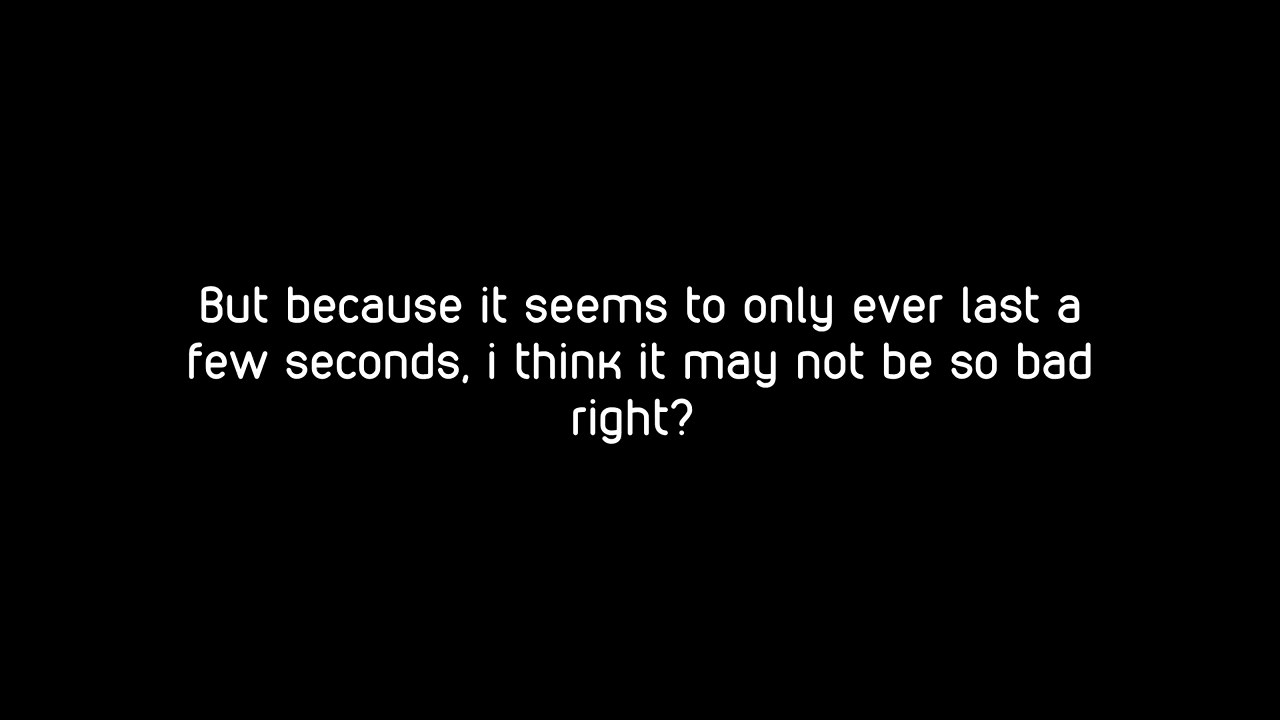 But because it seems to only ever last a
few seconds, i think it may not be so bad
right?